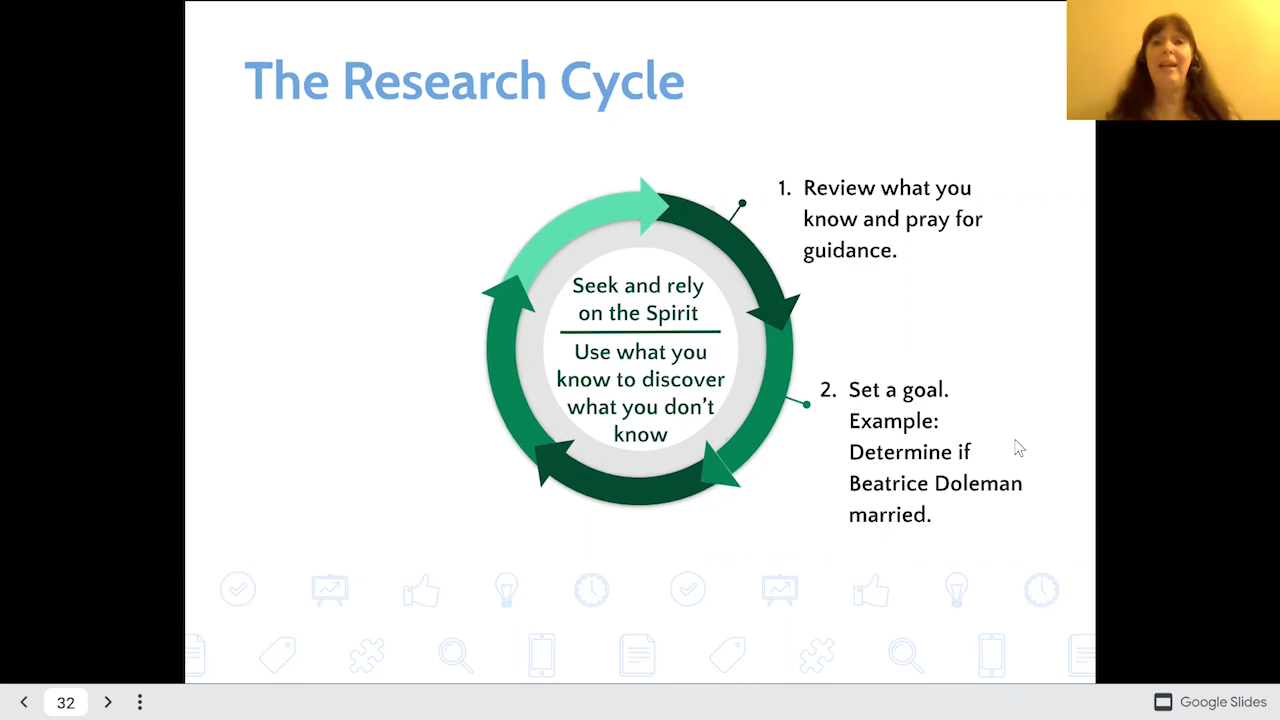 The Research Cycle
1. Review what you
know and pray for
guidance.
Seek and rely
on the Spirit
Use what you
know to discover
what you don't
know
2. Set a goal.
Example:
Determine if
Beatrice Doleman
married.
32
Google Slides